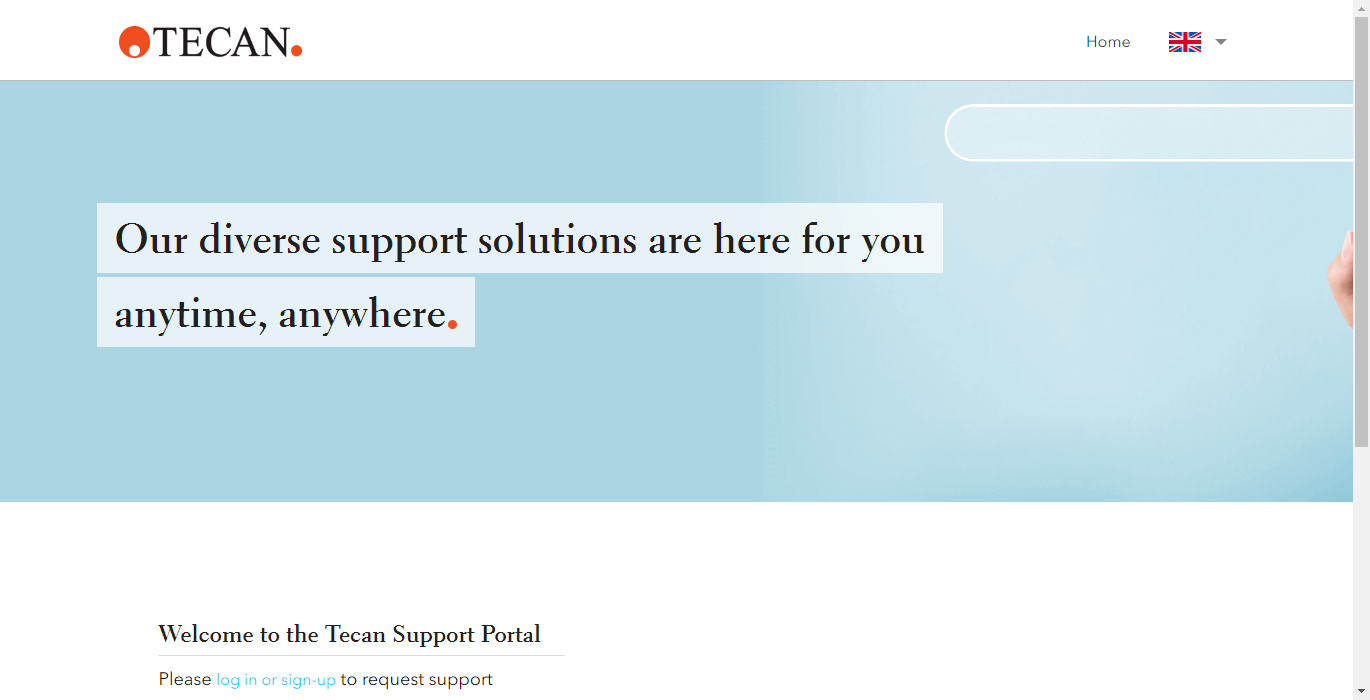 TECAN.
Home
Our diverse support solutions are here for you
anytime, anywhere.
Welcome to the Tecan Support Portal
Please log in or sign-up to request support